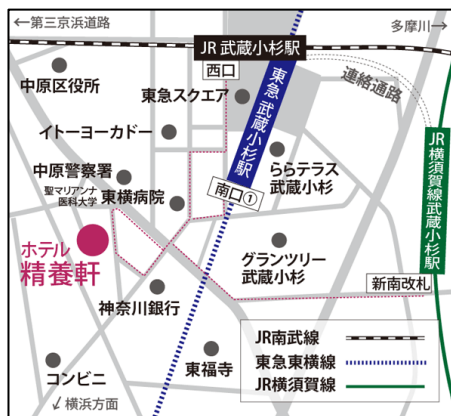 ←第三京浜道路
多摩川→
JR 武蔵小杉駅
西口
中原区役所
東急スクエア
連絡通路
東急 武蔵小杉駅
イトーヨーカドー
ららテラス
武蔵小杉
JR横須賀線武蔵小杉駅
中原警察署
聖マリアンナ
医科大学
東横病院
南口①
ホテル
精養軒
グランツリー
武蔵小杉
新南改札
神奈川銀行
コンビニ
東福寺
↙横浜方面
JR南武線
東急東横線
JR横須賀線